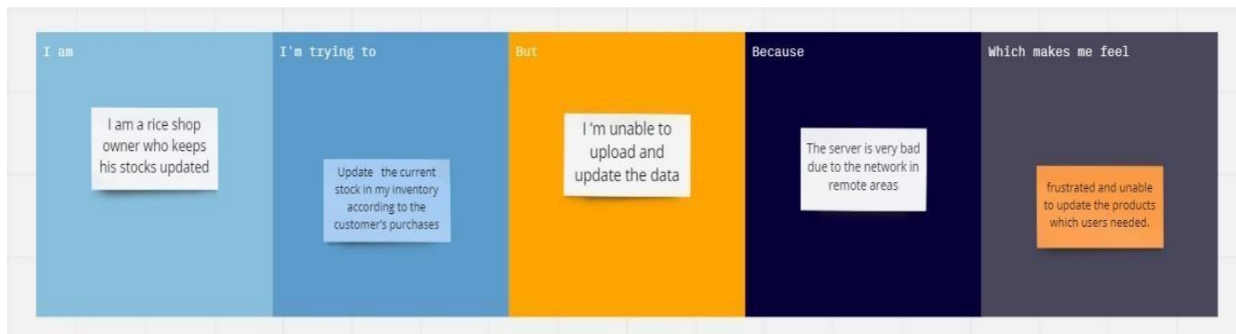 I am
I am a rice shop
owner who keeps
his stocks updated
I'm trying to
Update the current
stock in my inventory
according to the
customer's purchases
But
I 'm unable to
upload and
update the data
Because
The server is very bad
due to the network in
remote areas
Which makes me feel
frustrated and unable
to update the products
which users needed.